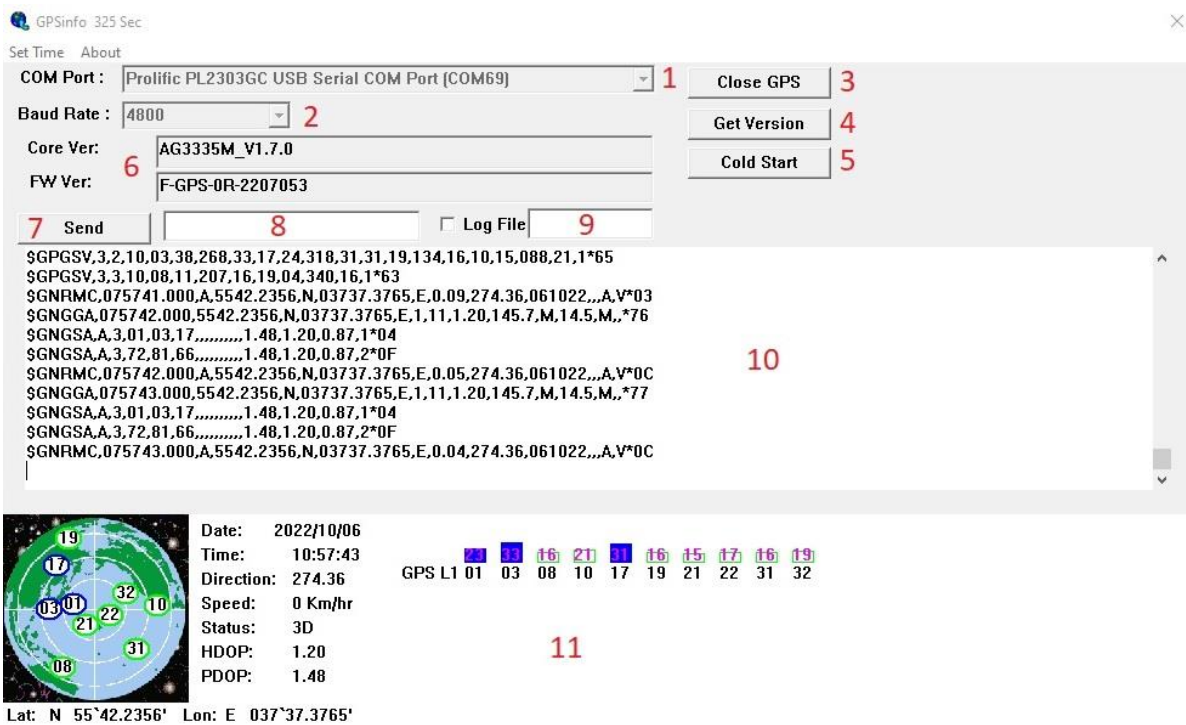 GPSinfo 325 Sec
Set Time About
COM Port : Prolific PL2303GC USB Serial COM Port (COM69) 1 Close GPS 3
Baud Rate : 4800 2 Get Version 4
Core Ver: AG3335M_V1.7.0 Cold Start 5
6
FW Ver: F-GPS-0R-2207053
7 Send 8 Log File 9
$GPGSV,3,2,10,03,38,268,33,17,24,318,31,31,19,134,16,10,15,088,21,1*65
$GPGSV,3,3,10,08,11,207,16,19,04,340,16,1*63
$GNRMC,075741.000,A,5542.2356,N,03737.3765,E,0.09,274.36,061022,,,A,V*03
$GNGGA,075742.000,5542.2356,N,03737.3765,E,1,11,1.20,145.7,M,14.5,M,,*76
$GNGSA,A,3,01,03,17,,,,,,,,,,1.48,1.20,0.87,1*04
$GNGSA,A,3,72,81,66,,,,,,,,,,1.48,1.20,0.87,2*0F
$GNRMC,075742.000,A,5542.2356,N,03737.3765,E,0.05,274.36,061022,,,A,V*0C
$GNGGA,075743.000,5542.2356,N,03737.3765,E,1,11,1.20,145.7,M,14.5,M,,*77
$GNGSA,A,3,01,03,17,,,,,,,,,,1.48,1.20,0.87,1*04
$GNGSA,A,3,72,81,66,,,,,,,,,,1.48,1.20,0.87,2*0F
$GNRMC,075743.000,A,5542.2356,N,03737.3765,E,0.04,274.36,061022,,,A,V*0C
10
19
17
32
03 01 10
22
21
31
08
Date: 2022/10/06
Time: 10:57:43
Direction: 274.36
Speed: 0 Km/hr
Status: 3D
HDOP: 1.20
PDOP: 1.48
23 33 16 21 31 16 15 17 16 19
GPS L1 01 03 08 10 17 19 21 22 31 32
11
Lat: N 55`42.2356' Lon: E 037`37.3765'